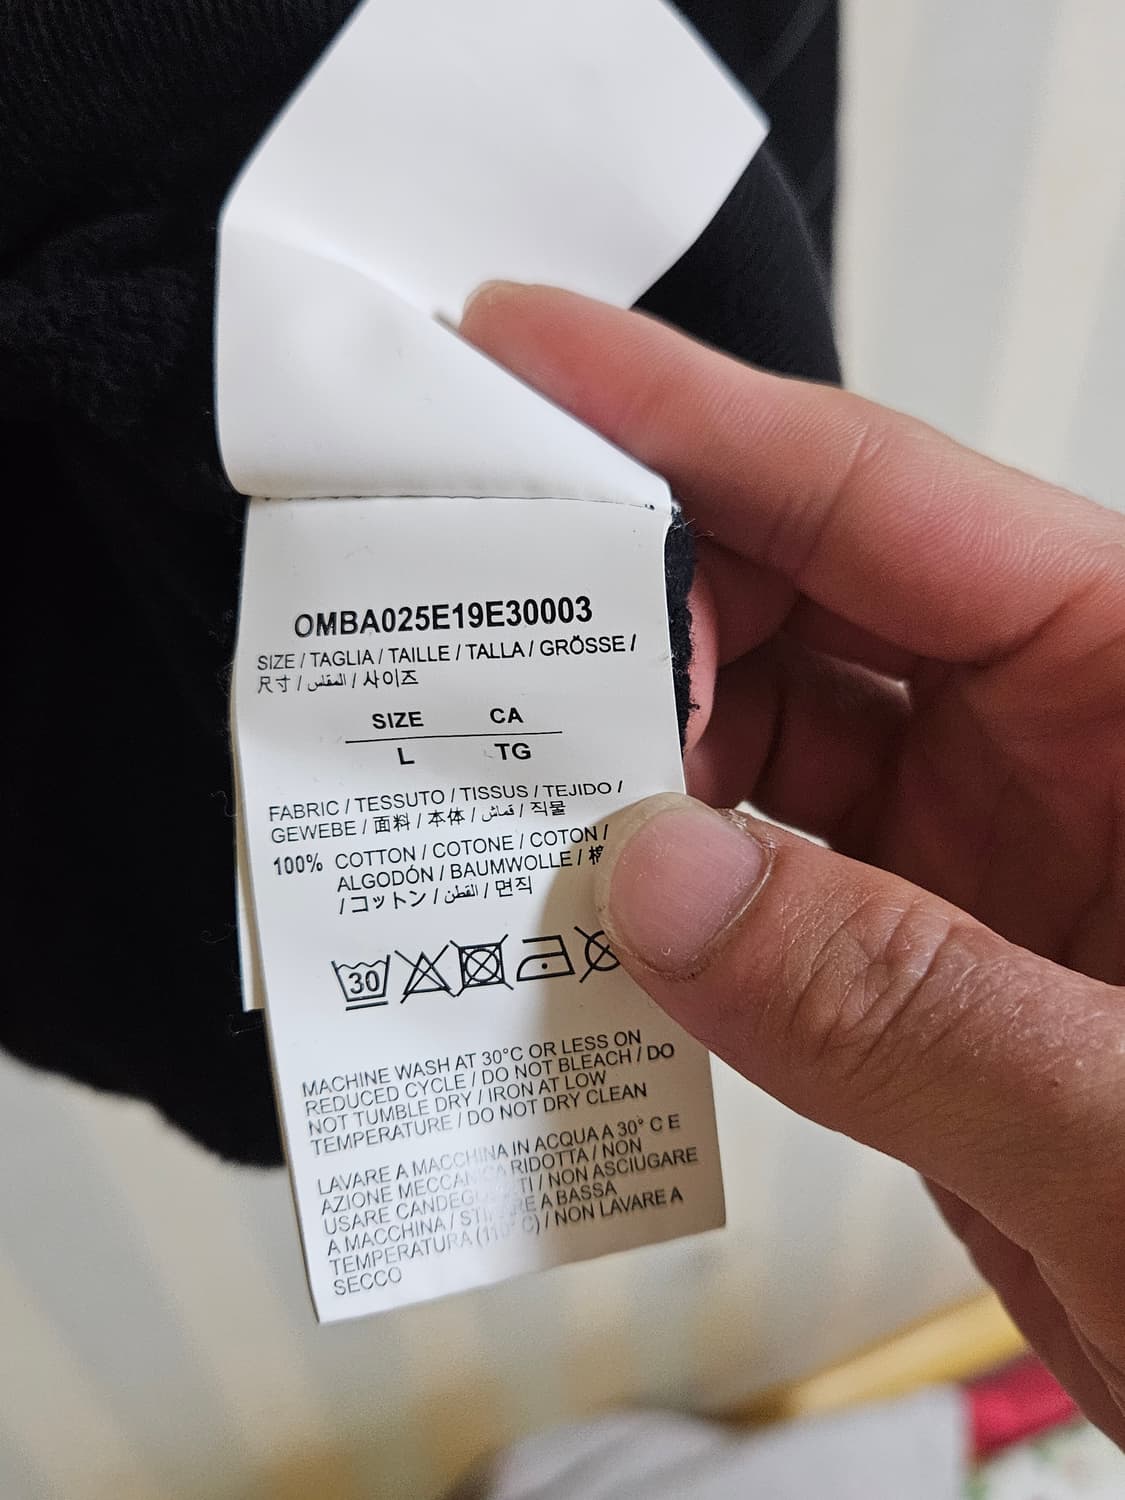 OMBA025E19E30003
SIZE / TAGLIA / TAILLE / TALLA / GRÖSSE /
尺寸 / المقاس / 사이즈
SIZE CA
L TG
FABRIC / TESSUTO / TISSUS / TEJIDO /
GEWEBE / 面料 / 本体 / قماش / 직물
100% COTTON / COTONE / COTON /
ALGODÓN / BAUMWOLLE /
/ コットン / القطن / 면직
30
MACHINE WASH AT 30°C OR LESS ON
REDUCED CYCLE / DO NOT BLEACH / DO
NOT TUMBLE DRY / IRON AT LOW
TEMPERATURE / DO NOT DRY CLEAN
LAVARE A MACCHINA IN ACQUA A 30° C E
AZIONE RIDOTTA / NON
USARE / NON ASCIUGARE
A MACCHINA / A BASSA
TEMPERATURA / NON LAVARE A
SECCO